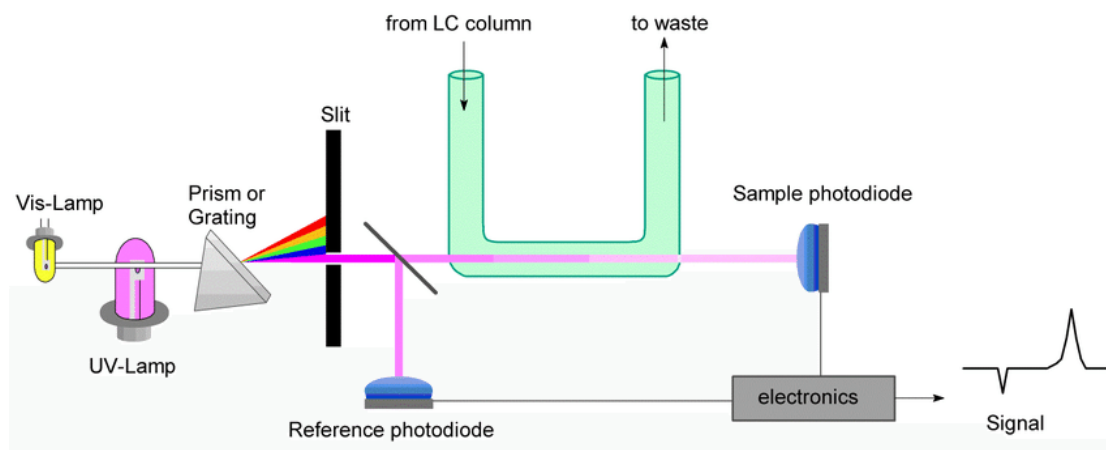 from LC column
to waste
Slit
Vis-Lamp
Prism or
Grating
Sample photodiode
UV-Lamp
electronics
Reference photodiode
Signal